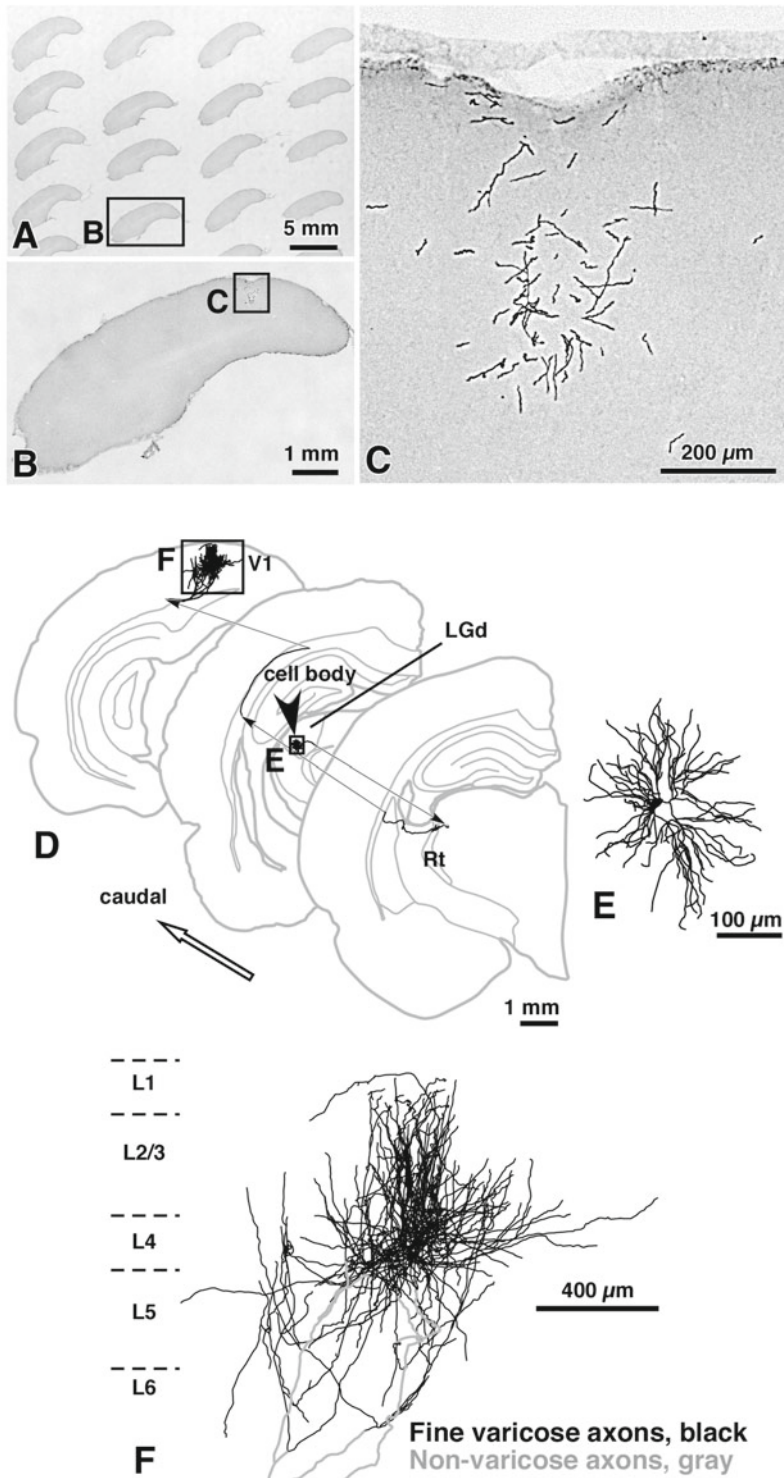 A
B
5 mm
B
C
1 mm
C
200 µm
F
V1
LGd
cell body
E
D
Rt
caudal
1 mm
E
100 µm
L1
L2/3
L4
L5
L6
400 µm
F
Fine varicose axons, black
Non-varicose axons, gray